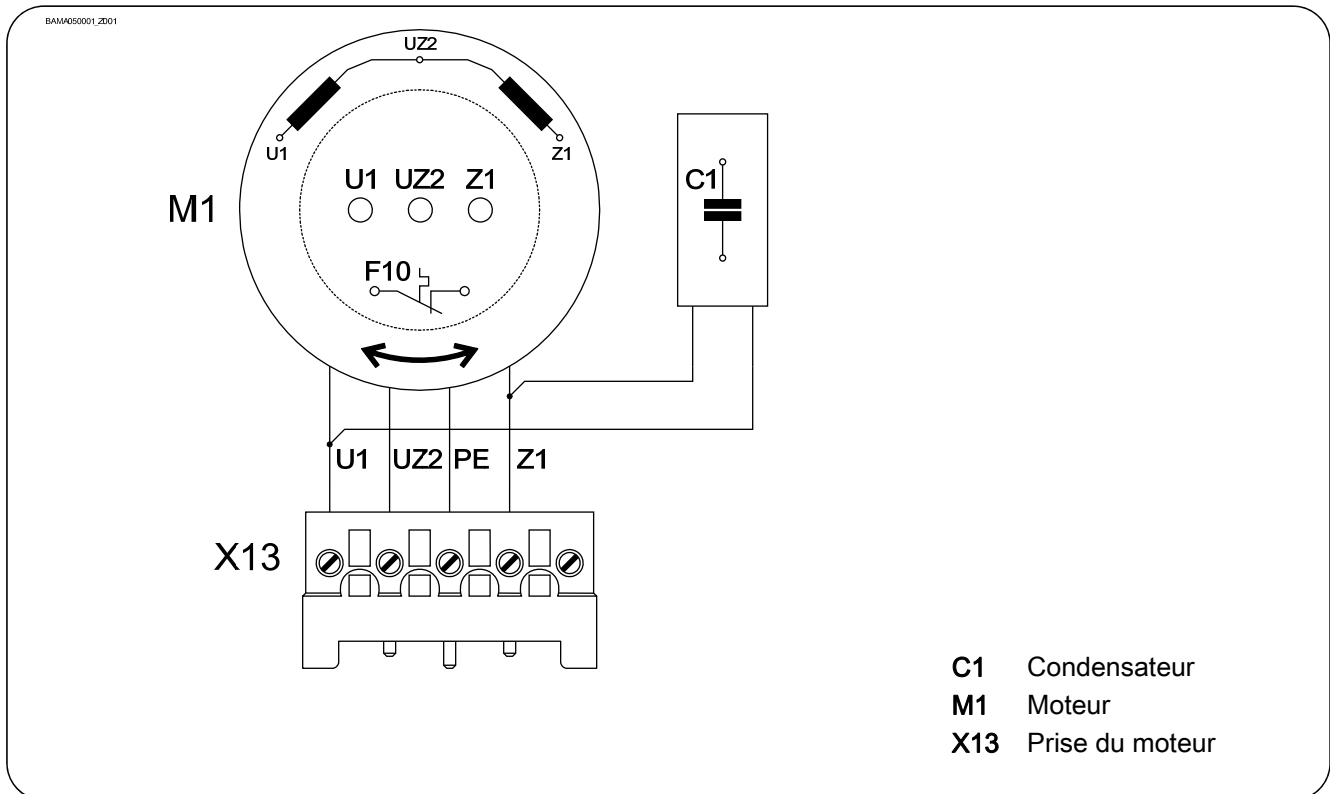 BAMA050001_ZD01
UZ2
U1
Z1
U1 UZ2 Z1
C1
M1
F10
U1 UZ2 PE Z1
X13
C1 Condensateur
M1 Moteur
X13 Prise du moteur